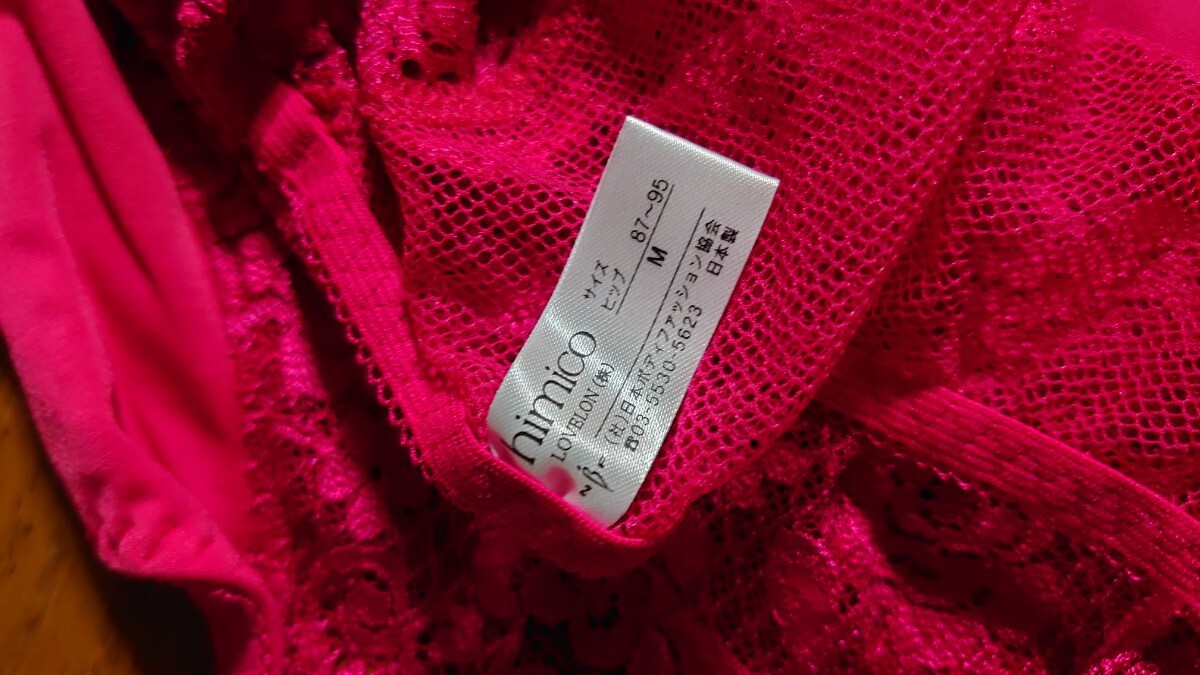 himico
LOVELON (株)
サイズ
ヒップ 87~95
M
(社)日本ボディファッション協会
☎03-5530-5623 日本製